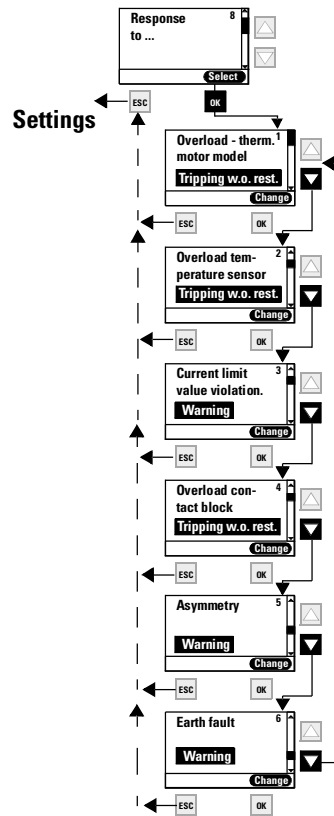 Response 8
to ...
Select
ESC OK
Settings
Overload - therm. 1
motor model
Tripping w.o. rest.
Change
ESC OK
Overload tem- 2
perature sensor
Tripping w.o. rest.
Change
ESC OK
Current limit 3
value violation.
Warning
Change
ESC OK
Overload con- 4
tact block
Tripping w.o. rest.
Change
ESC OK
Asymmetry 5
Warning
Change
ESC OK
Earth fault 6
Warning
Change
ESC OK